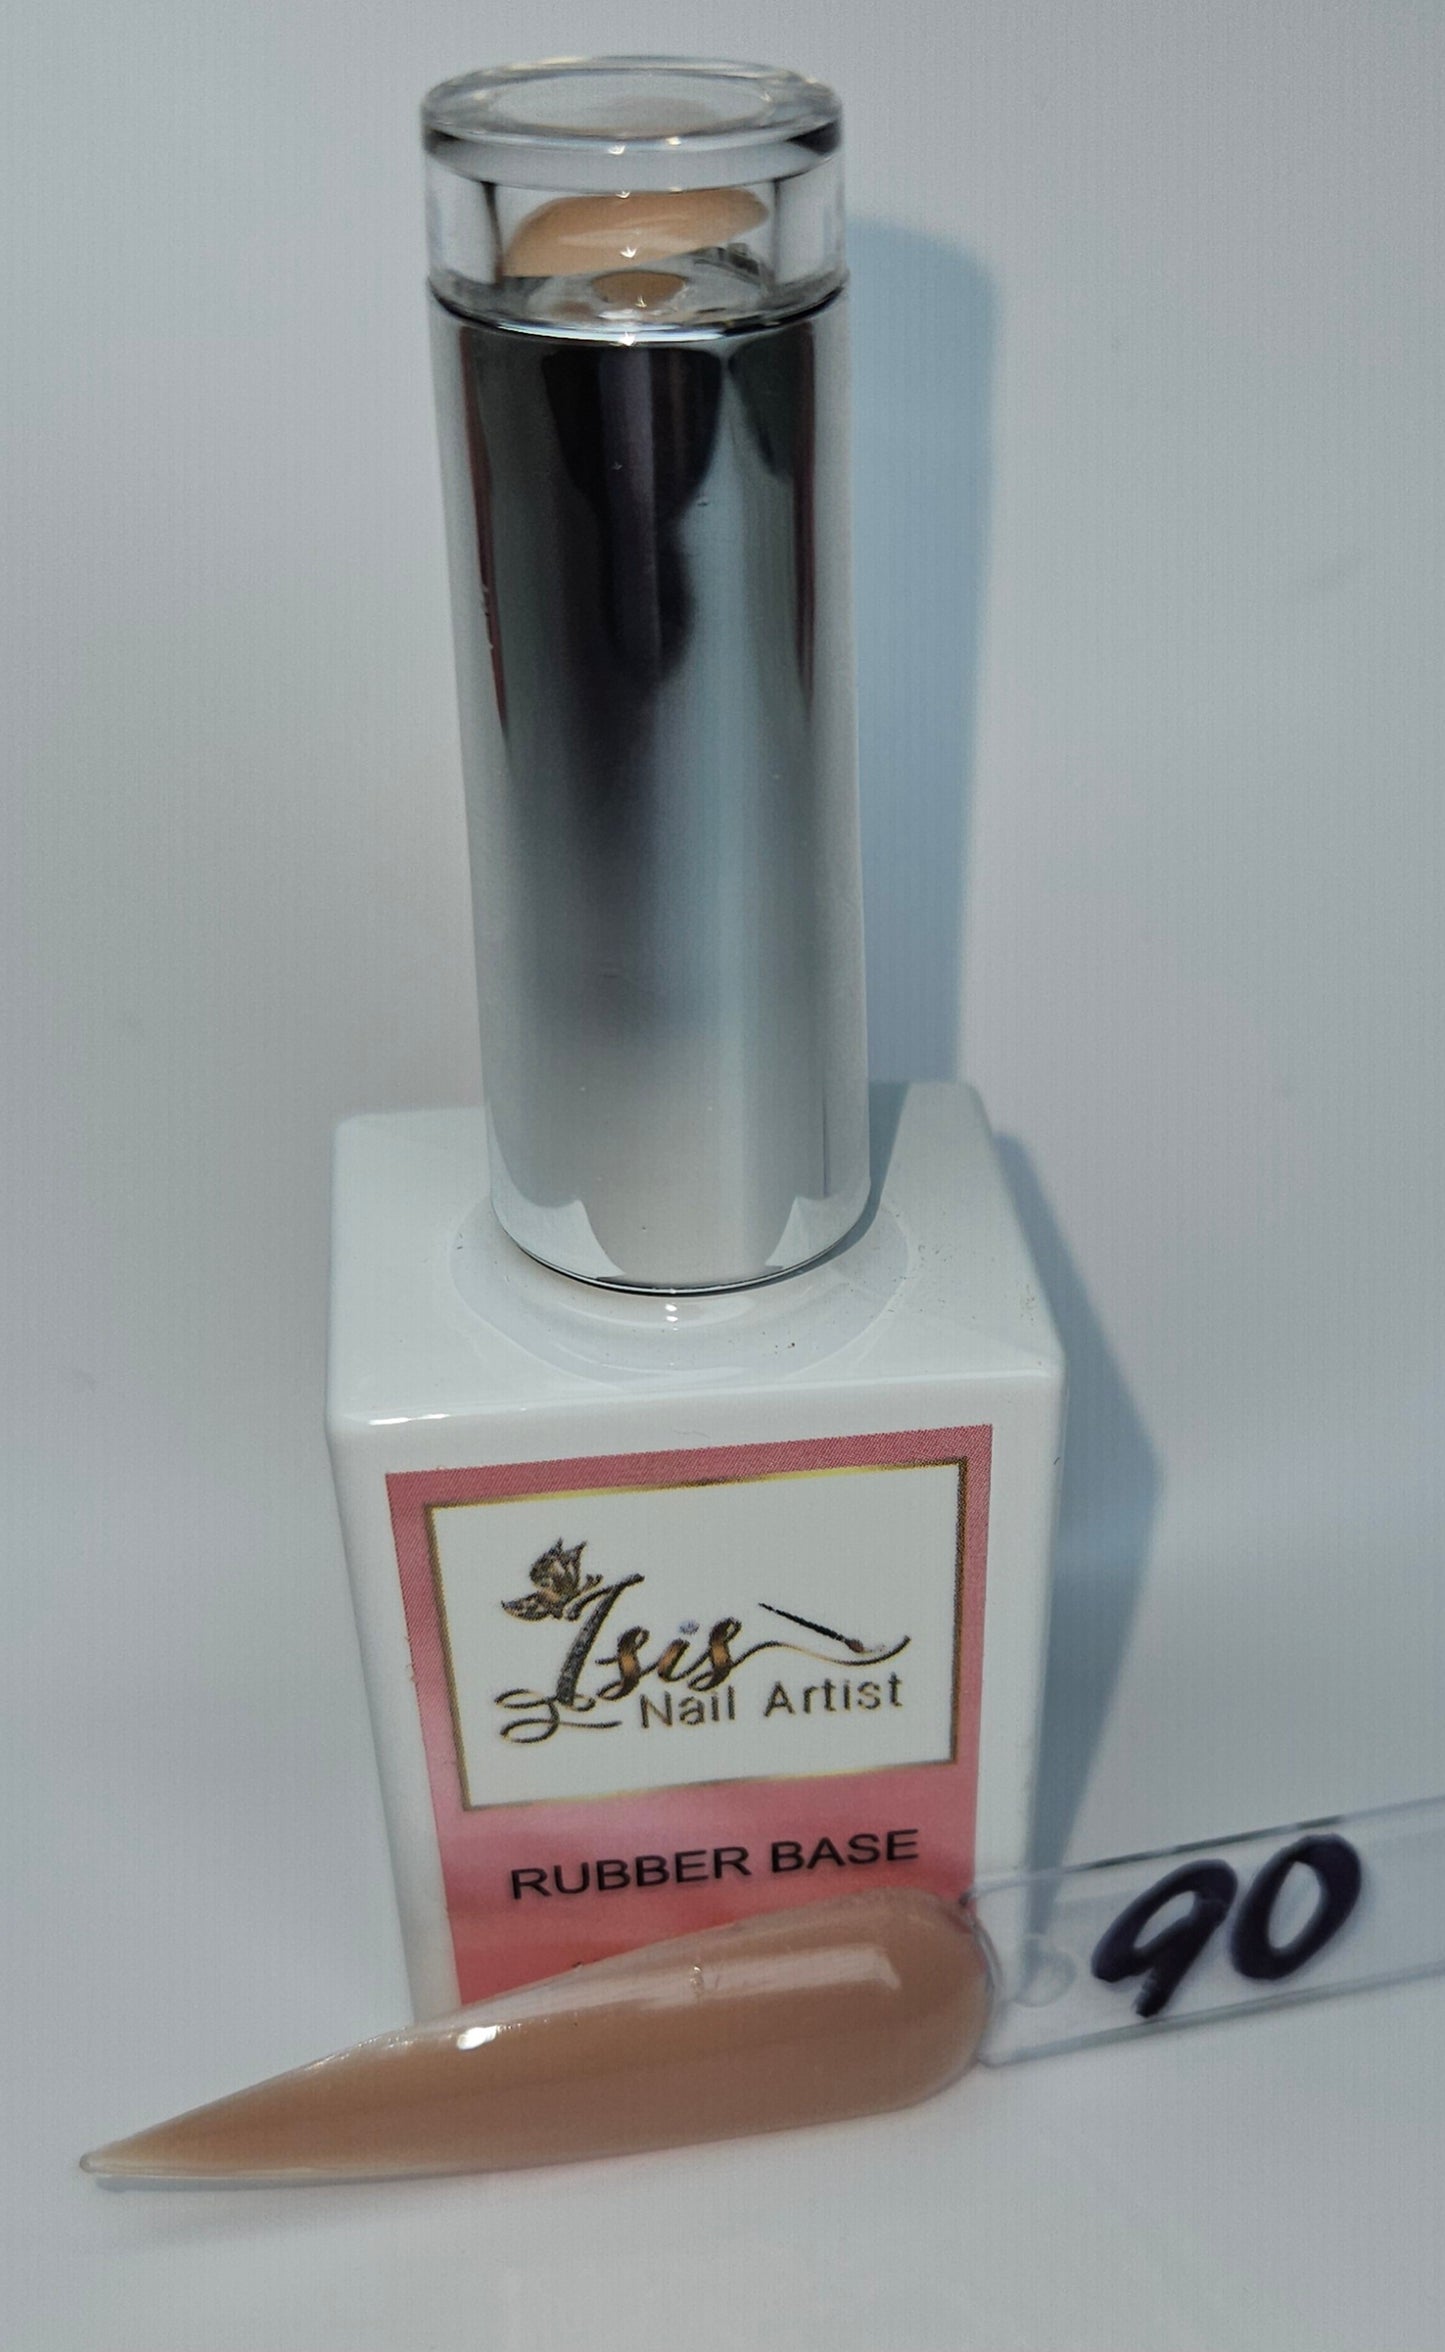 Isis
Nail Artist
RUBBER BASE
90